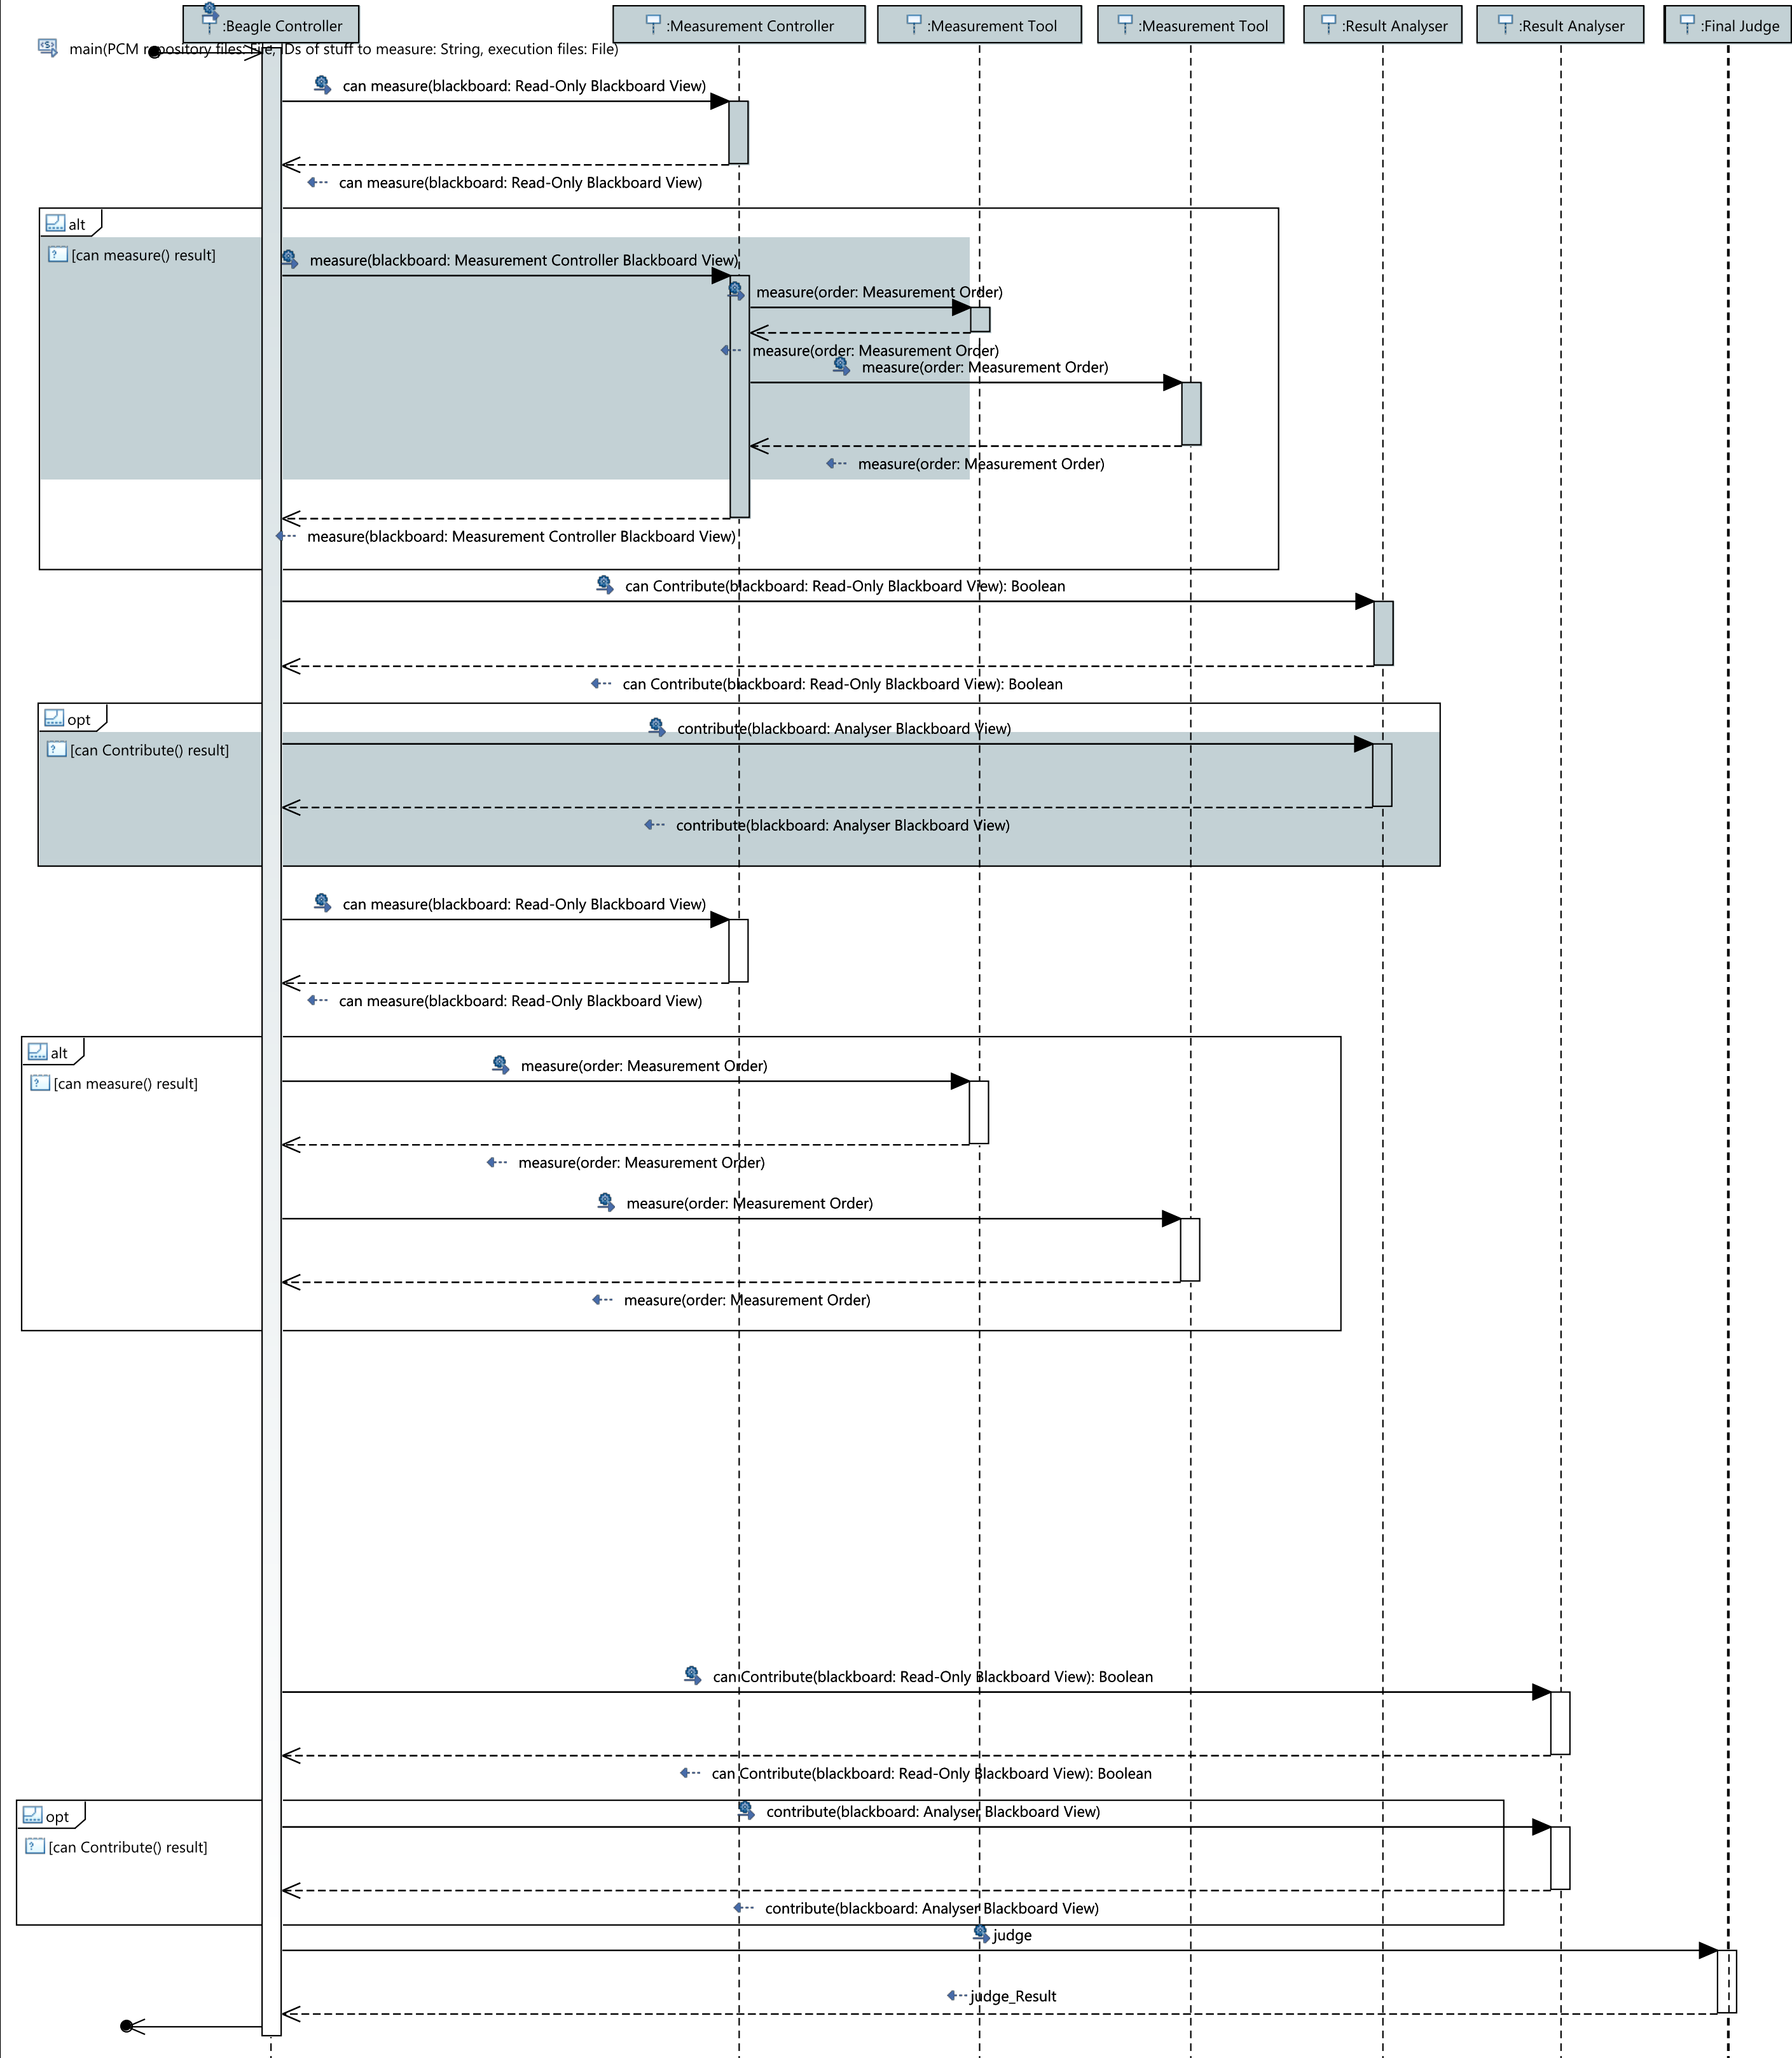 :Beagle Controller
:Measurement Controller
:Measurement Tool
:Measurement Tool
:Result Analyser
:Result Analyser
:Final Judge
main(PCM repository files: File, IDs of stuff to measure: String, execution files: File)
can measure(blackboard: Read-Only Blackboard View)
can measure(blackboard: Read-Only Blackboard View)
alt
[can measure() result]
measure(blackboard: Measurement Controller Blackboard View)
measure(order: Measurement Order)
measure(order: Measurement Order)
measure(order: Measurement Order)
measure(order: Measurement Order)
measure(blackboard: Measurement Controller Blackboard View)
can Contribute(blackboard: Read-Only Blackboard View): Boolean
can Contribute(blackboard: Read-Only Blackboard View): Boolean
opt
contribute(blackboard: Analyser Blackboard View)
[can Contribute() result]
contribute(blackboard: Analyser Blackboard View)
can measure(blackboard: Read-Only Blackboard View)
can measure(blackboard: Read-Only Blackboard View)
alt
measure(order: Measurement Order)
[can measure() result]
measure(order: Measurement Order)
measure(order: Measurement Order)
measure(order: Measurement Order)
can Contribute(blackboard: Read-Only Blackboard View): Boolean
can Contribute(blackboard: Read-Only Blackboard View): Boolean
opt
contribute(blackboard: Analyser Blackboard View)
[can Contribute() result]
contribute(blackboard: Analyser Blackboard View)
judge
judge_Result